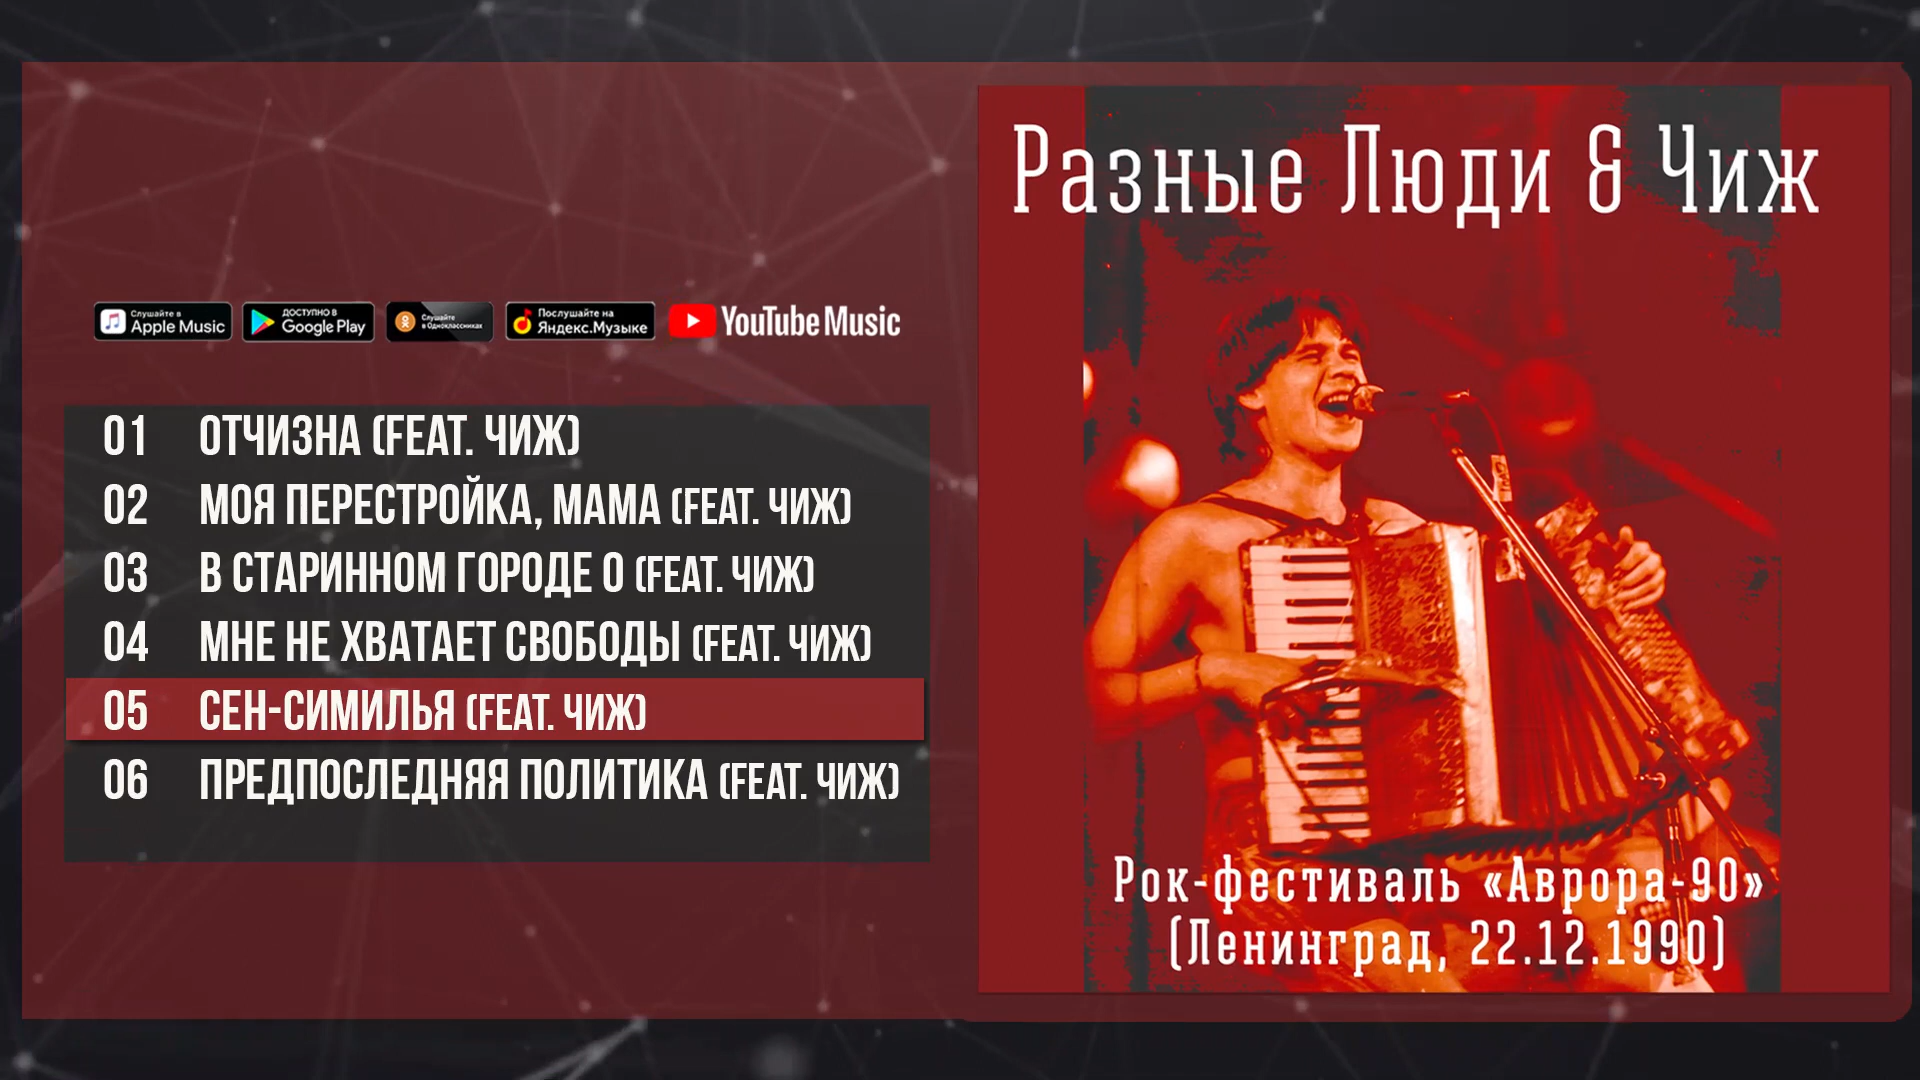 Разные Люди & Чиж
Слушайте в
Apple Music
ДОСТУПНО В
Google Play
Слушайте
в Одноклассниках
Послушайте на
Яндекс.Музыке
YouTube Music
01 ОТЧИЗНА (FEAT. ЧИЖ)
02 МОЯ ПЕРЕСТРОЙКА, МАМА (FEAT. ЧИЖ)
03 В СТАРИННОМ ГОРОДЕ О (FEAT. ЧИЖ)
04 МНЕ НЕ ХВАТАЕТ СВОБОДЫ (FEAT. ЧИЖ)
05 СЕН-СИМИЛЬЯ (FEAT. ЧИЖ)
06 ПРЕДПОСЛЕДНЯЯ ПОЛИТИКА (FEAT. ЧИЖ)
Рок-фестиваль «Аврора-90»
(Ленинград, 22.12.1990)